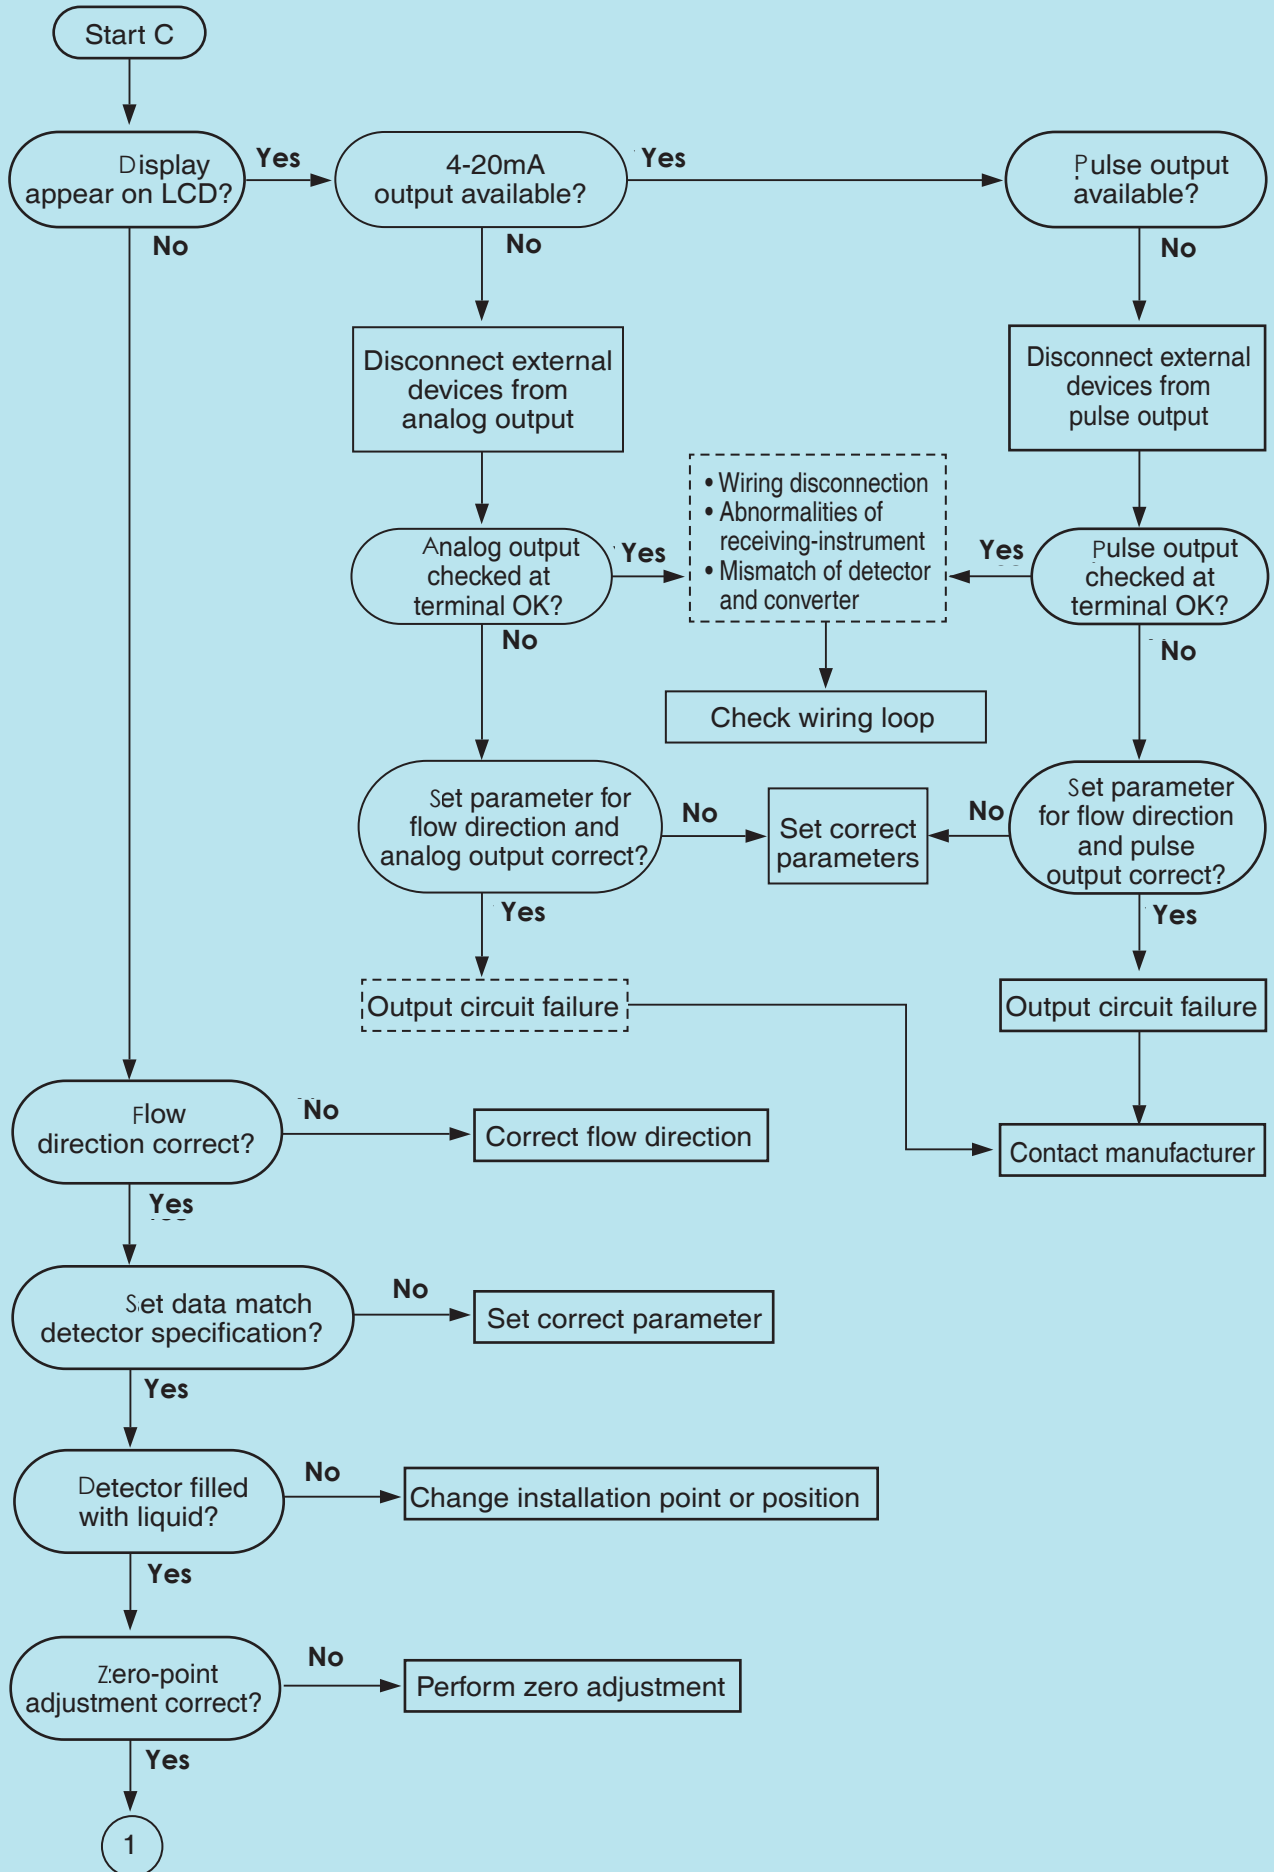 Start C
Display
appear on LCD?
Yes
4-20mA
output available?
Yes
Pulse output
available?
No
No
No
Disconnect external
devices from
analog output
Disconnect external
devices from
pulse output
• Wiring disconnection
• Abnormalities of
receiving-instrument
• Mismatch of detector
and converter
Analog output
checked at
terminal OK?
Yes
Yes
Pulse output
checked at
terminal OK?
No
No
Check wiring loop
Set parameter for
flow direction and
analog output correct?
No
Set correct
parameters
No
Set parameter
for flow direction
and pulse
output correct?
Yes
Yes
Output circuit failure
Output circuit failure
Flow
direction correct?
No
Correct flow direction
Contact manufacturer
Yes
Set data match
detector specification?
No
Set correct parameter
Yes
Detector filled
with liquid?
No
Change installation point or position
Yes
Zero-point
adjustment correct?
No
Perform zero adjustment
Yes
1